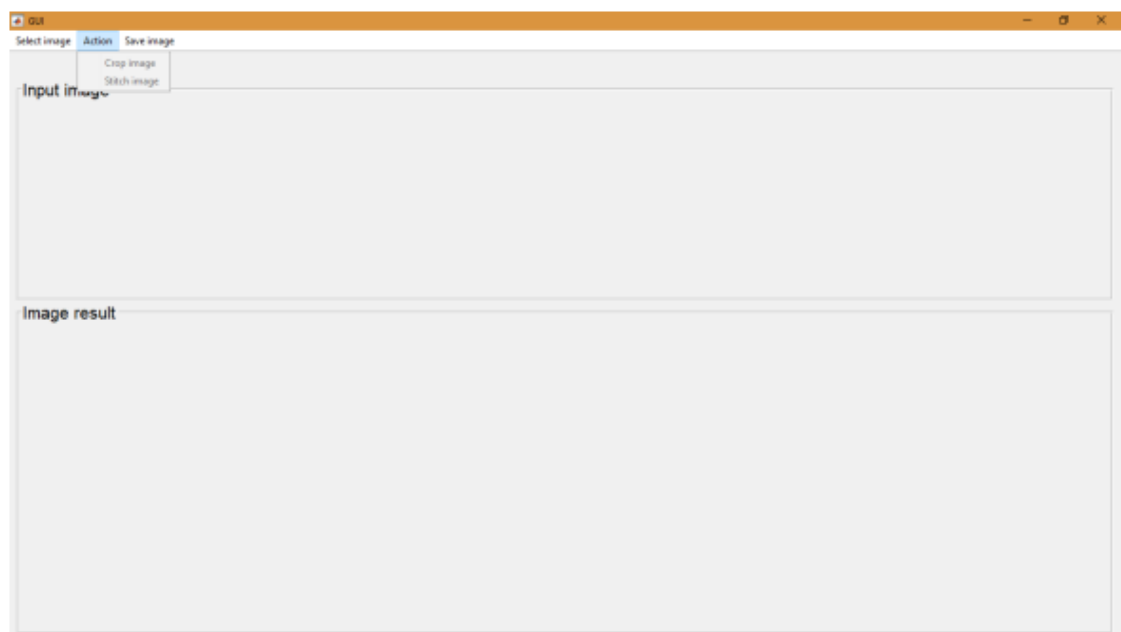 GUI
Select image Action Save image
Crop image
Stitch image
Input image
Image result